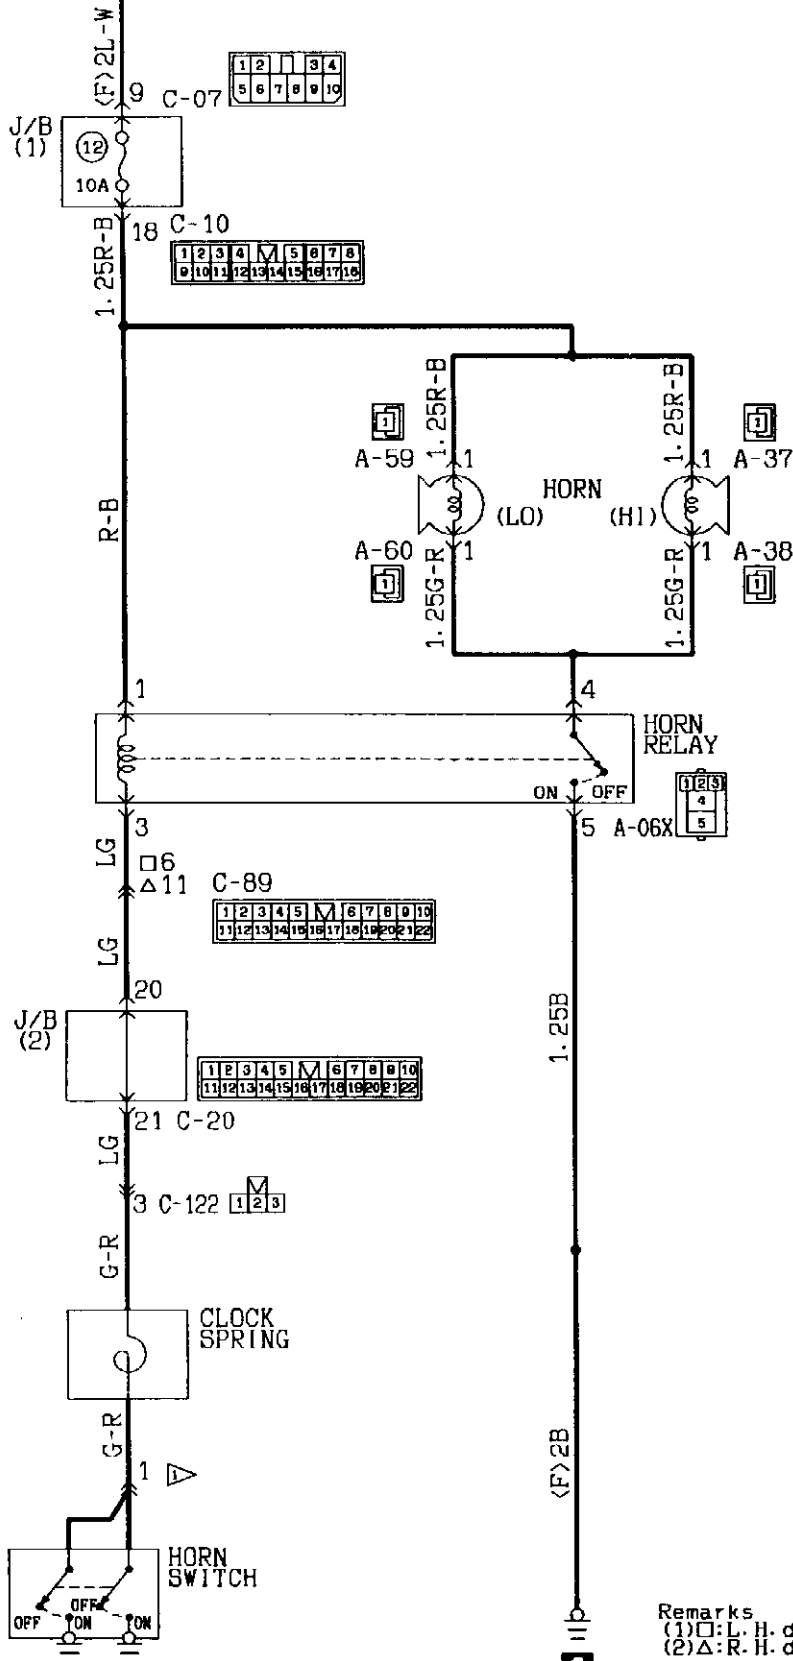 (F)2L-W
9 C-07
1 2 3 4
5 6 7 8 9 10
J/B
(1)
12
10A
18 C-10
1 2 3 4 5 6 7 8
9 10 11 12 13 14 15 16 17 18
1.25R-B
1.25R-B
1.25R-B
1
1
A-59 1
1 A-37
HORN
(LO) (HI)
R-B
A-60 1
1 A-38
1
1
1.25G-R
1.25G-R
1
4
HORN
RELAY
ON OFF
1 2 3
4
5
3
5 A-06X
LG
□6
△11 C-89
1 2 3 4 5 6 7 8 9 10
11 12 13 14 15 16 17 18 19 20 21 22
LG
20
J/B
(2)
1.25B
1 2 3 4 5 6 7 8 9 10
11 12 13 14 15 16 17 18 19 20 21 22
21 C-20
LG
3 C-122 1 2 3
G-R
CLOCK
SPRING
G-R
1 1
(F)2B
HORN
SWITCH
OFF OFF ON ON
Remarks
(1)□:L.H.d
(2)△:R.H.d